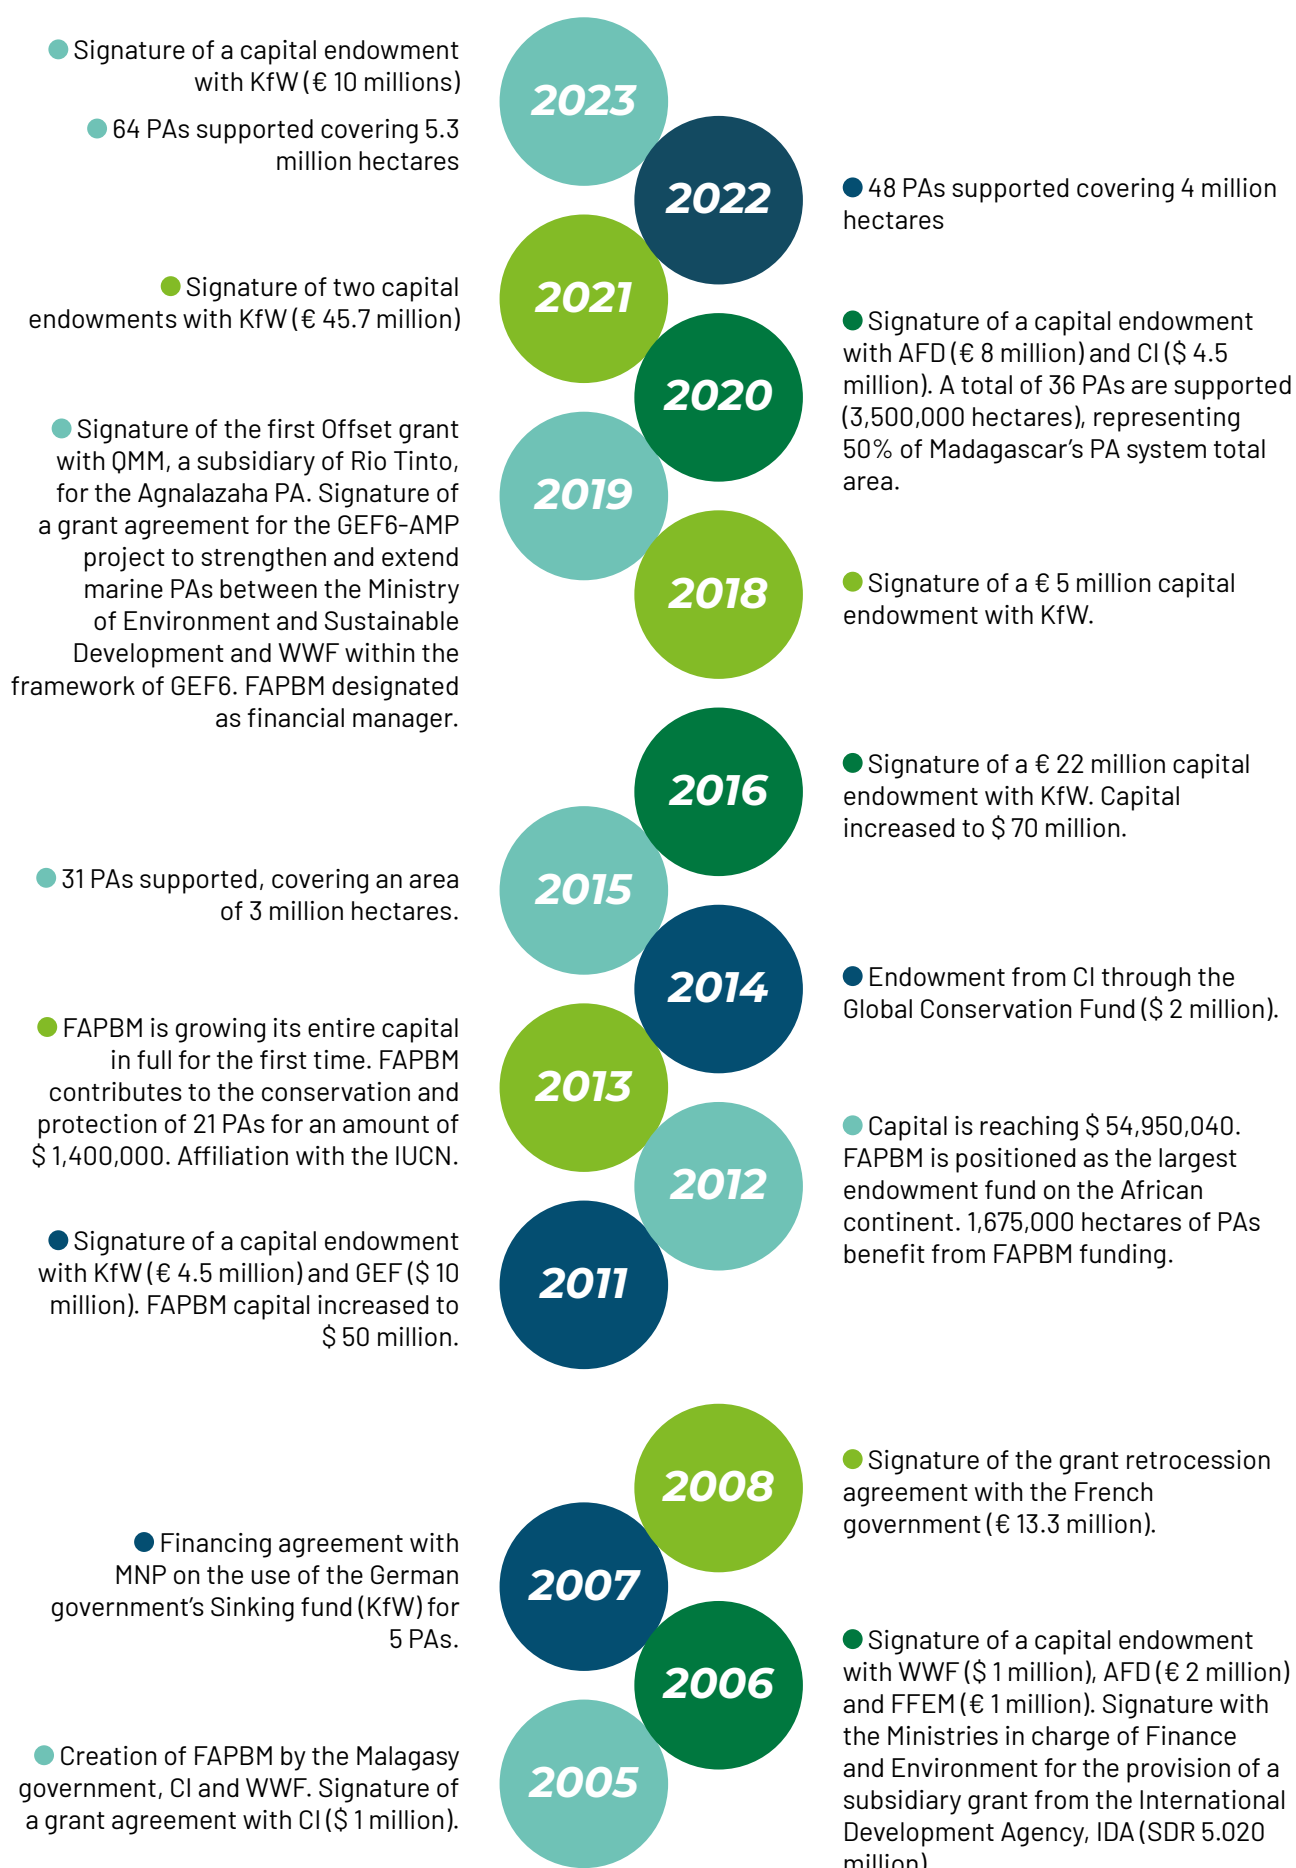 ● Signature of a capital endowment
with KfW (€ 10 millions)
● 64 PAs supported covering 5.3
million hectares
2023
2022
● 48 PAs supported covering 4 million
hectares
● Signature of two capital
endowments with KfW (€ 45.7 million)
2021
2020
● Signature of a capital endowment
with AFD (€ 8 million) and CI ($ 4.5
million). A total of 36 PAs are supported
(3,500,000 hectares), representing
50% of Madagascar’s PA system total
area.
● Signature of the first Offset grant
with QMM, a subsidiary of Rio Tinto,
for the Agnalazaha PA. Signature of
a grant agreement for the GEF6-AMP
project to strengthen and extend
marine PAs between the Ministry
of Environment and Sustainable
Development and WWF within the
framework of GEF6. FAPBM designated
as financial manager.
2019
2018
● Signature of a € 5 million capital
endowment with KfW.
2016
● Signature of a € 22 million capital
endowment with KfW. Capital
increased to $ 70 million.
● 31 PAs supported, covering an area
of 3 million hectares.
2015
2014
● Endowment from CI through the
Global Conservation Fund ($ 2 million).
● FAPBM is growing its entire capital
in full for the first time. FAPBM
contributes to the conservation and
protection of 21 PAs for an amount of
$ 1,400,000. Affiliation with the IUCN.
2013
2012
● Capital is reaching $ 54,950,040.
FAPBM is positioned as the largest
endowment fund on the African
continent. 1,675,000 hectares of PAs
benefit from FAPBM funding.
● Signature of a capital endowment
with KfW (€ 4.5 million) and GEF ($ 10
million). FAPBM capital increased to
$ 50 million.
2011
2008
● Signature of the grant retrocession
agreement with the French
government (€ 13.3 million).
● Financing agreement with
MNP on the use of the German
government’s Sinking fund (KfW) for
5 PAs.
2007
2006
● Signature of a capital endowment
with WWF ($ 1 million), AFD (€ 2 million)
and FFEM (€ 1 million). Signature with
the Ministries in charge of Finance
and Environment for the provision of a
subsidiary grant from the International
Development Agency, IDA (SDR 5.020
million)
● Creation of FAPBM by the Malagasy
government, CI and WWF. Signature of
a grant agreement with CI ($ 1 million).
2005